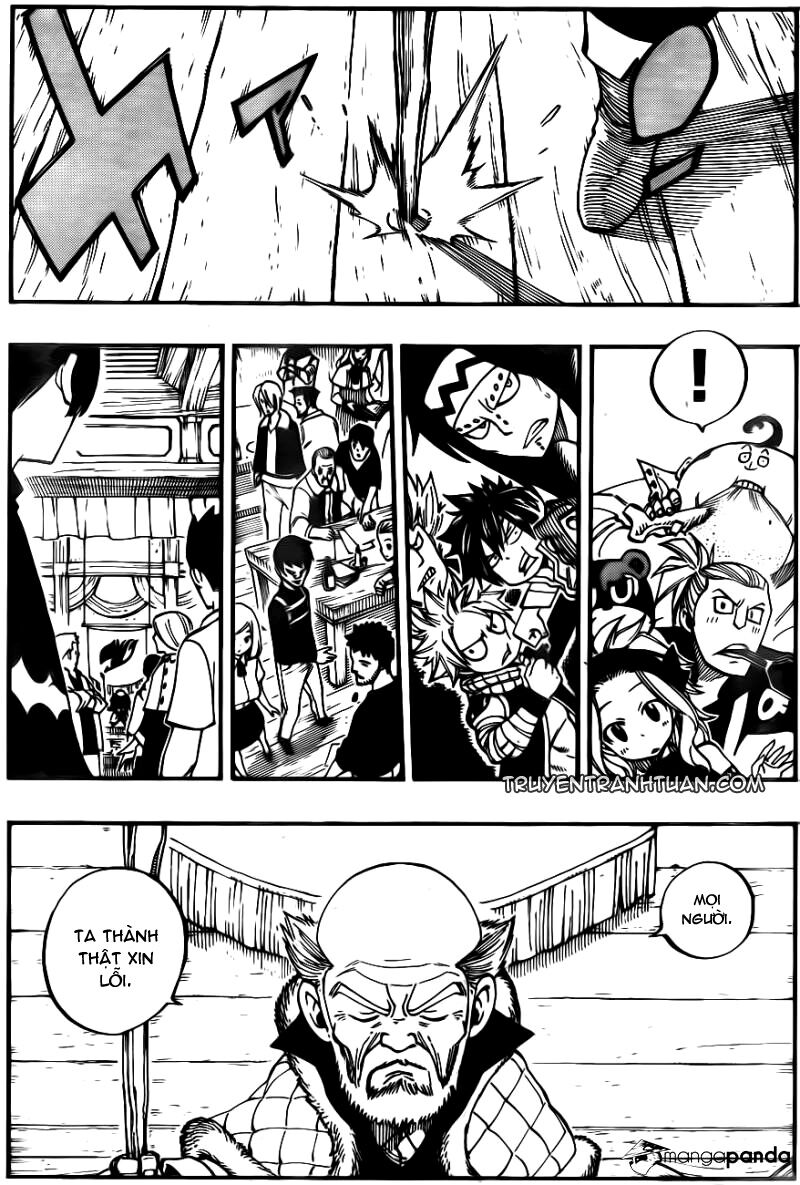 !
MỌI
NGƯỜI.
TA THÀNH
THẬT XIN
LỖI.
TRUYENTRANHTUAN.COM
mangapanda